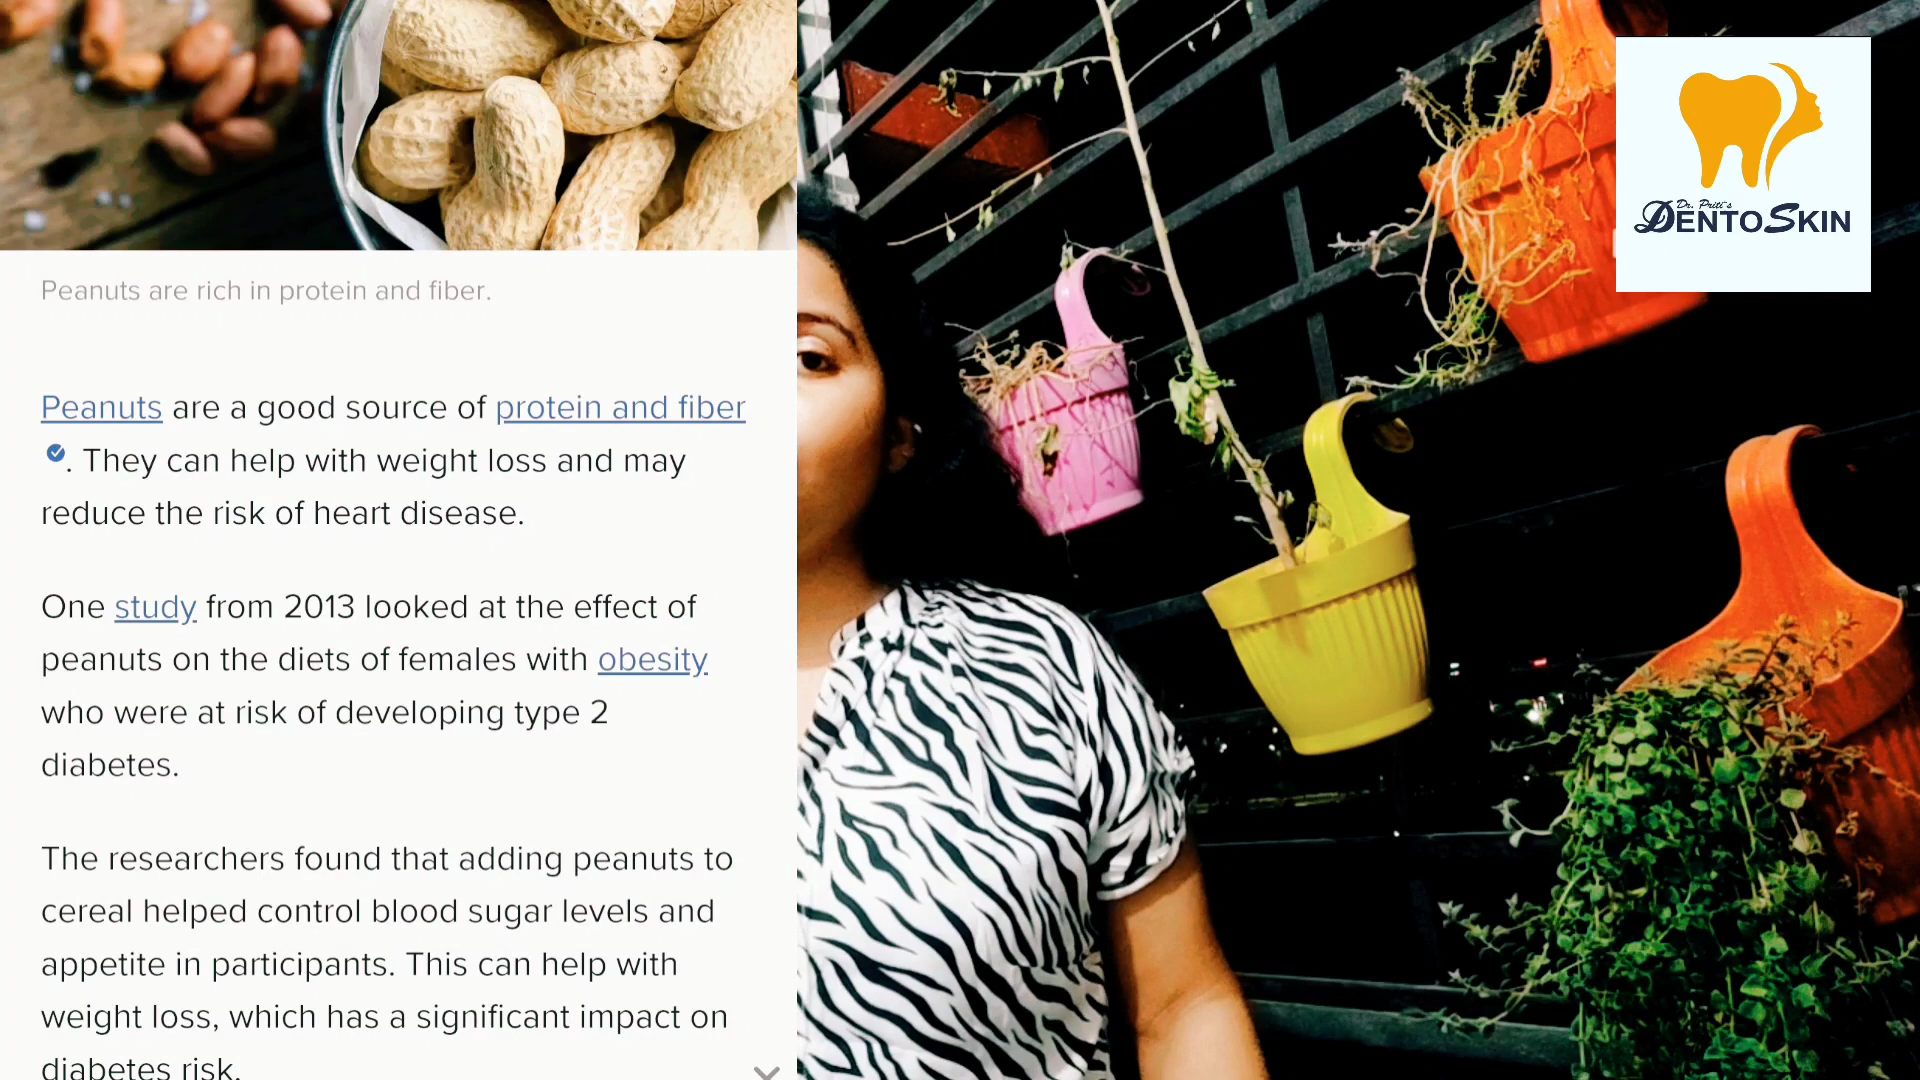 Peanuts are rich in protein and fiber.
Peanuts are a good source of protein and fiber
. They can help with weight loss and may
reduce the risk of heart disease.
One study from 2013 looked at the effect of
peanuts on the diets of females with obesity
who were at risk of developing type 2
diabetes.
The researchers found that adding peanuts to
cereal helped control blood sugar levels and
appetite in participants. This can help with
weight loss, which has a significant impact on
diabetes risk.
Dr. Priti's
DENTOSKIN